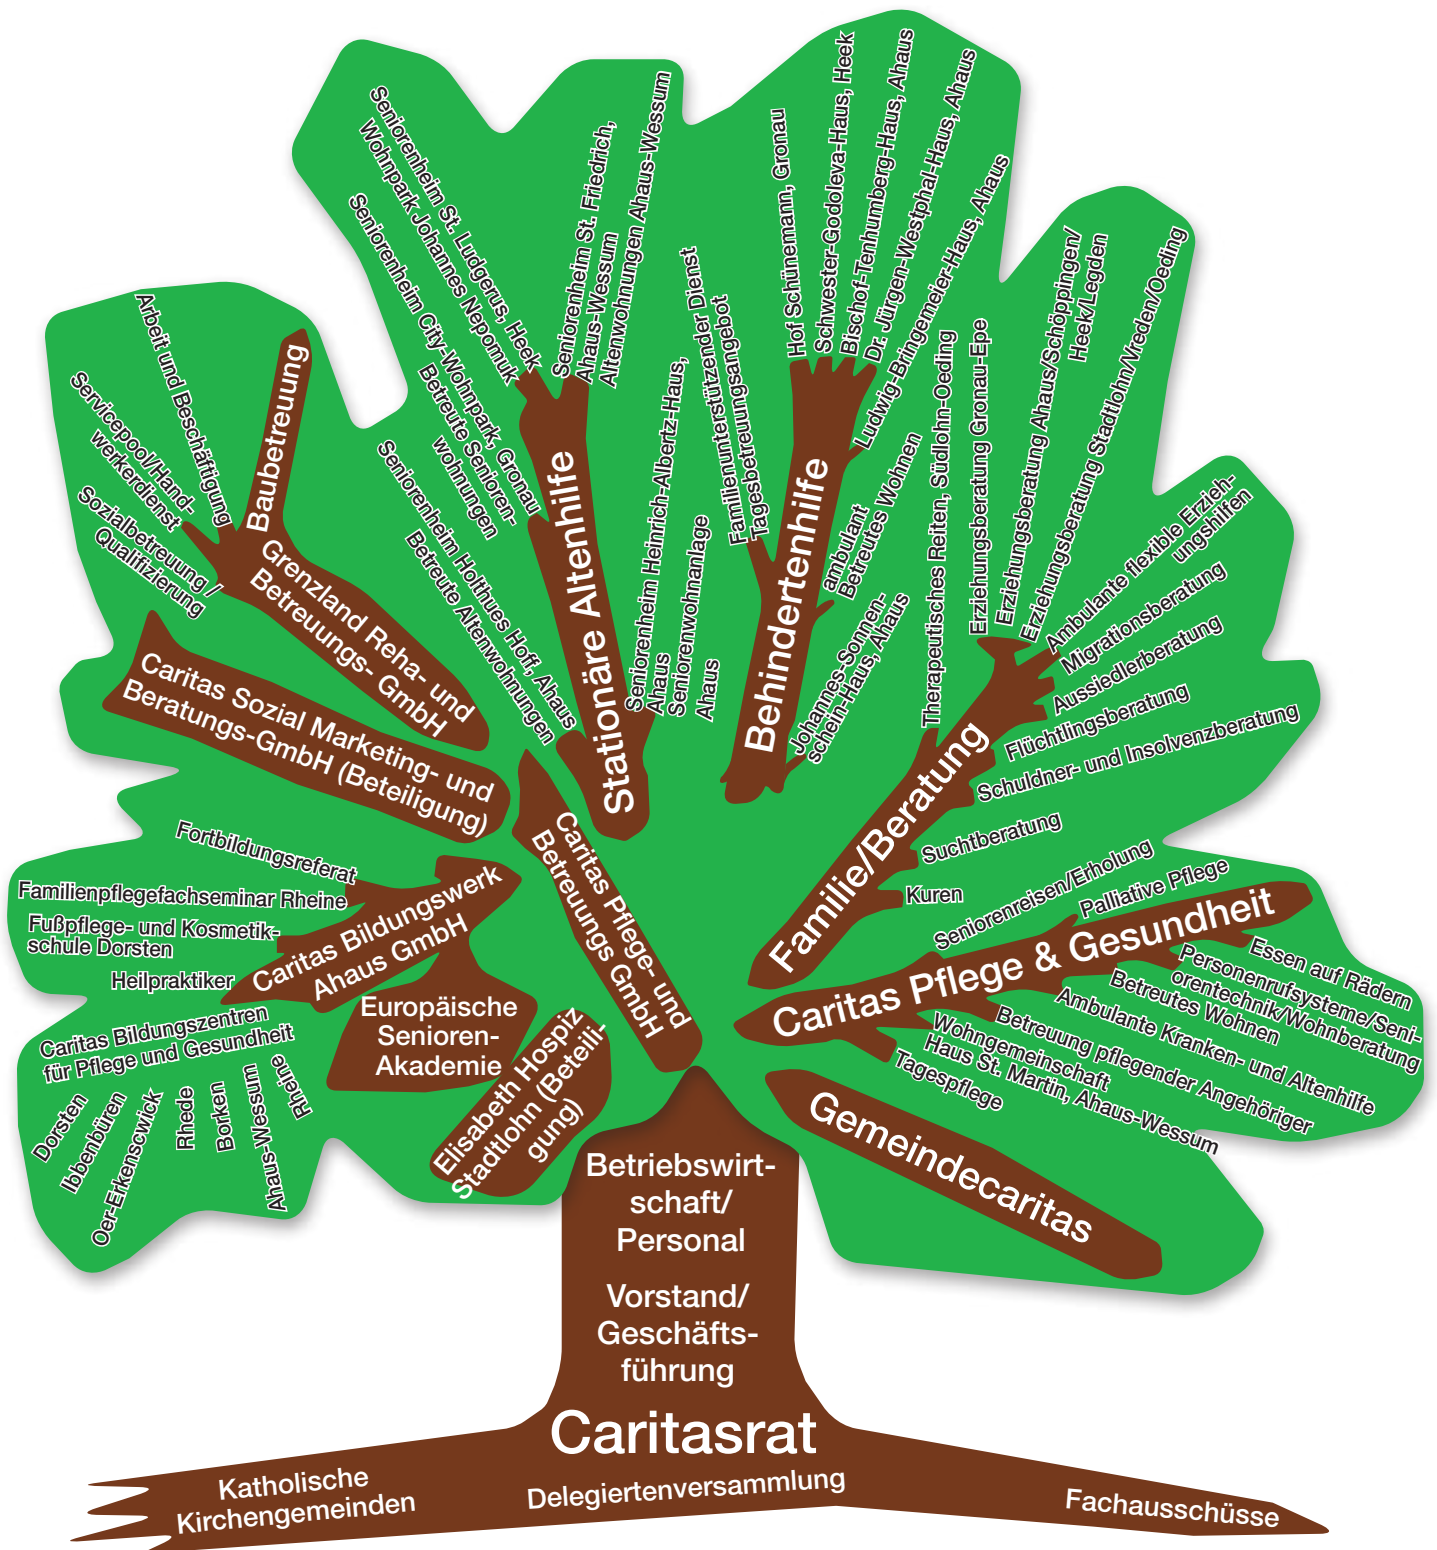 Arbeit und Beschäftigung
Servicepool/Hand-
werkerdienst
Sozialbetreuung /
Qualifizierung
Baubetreuung
Grenzland Reha- und
Betreuungs- GmbH
Caritas Sozial Marketing- und
Beratungs-GmbH (Beteiligung)
Seniorenheim St. Ludgerus, Heek
Wohnpark Johannes Nepomuk
Seniorenheim City-Wohnpark, Gronau
Betreute Senioren-
wohnungen
Seniorenheim Holthues Hoff, Ahaus
Betreute Altenwohnungen
Seniorenheim St. Friedrich,
Ahaus-Wessum
Altenwohnungen Ahaus-Wessum
Seniorenheim Heinrich-Albertz-Haus,
Ahaus
Seniorenwohnanlage
Ahaus
Stationäre Altenhilfe
Familienunterstützender Dienst
Tagesbetreuungsangebot
Hof Schünemann, Gronau
Schwester-Godoleva-Haus, Heek
Bischof-Tenhumberg-Haus, Ahaus
Dr. Jürgen-Westphal-Haus, Ahaus
Ludwig-Bringemeier-Haus, Ahaus
ambulant
Betreutes Wohnen
Johannes-Sonnen-
schein-Haus, Ahaus
Behindertenhilfe
Therapeutisches Reiten, Südlohn-Oeding
Erziehungsberatung Gronau-Epe
Erziehungsberatung Ahaus/Schöppingen/
Heek/Legden
Erziehungsberatung Stadtlohn/Vreden/Oeding
Ambulante flexible Erzieh-
ungshilfen
Migrationsberatung
Aussiedlerberatung
Flüchtlingsberatung
Schuldner- und Insolvenzberatung
Suchtberatung
Kuren
Familie/Beratung
Seniorenreisen/Erholung
Palliative Pflege
Caritas Pflege & Gesundheit
Essen auf Rädern
Personenrufsysteme/Seni-
orentechnik/Wohnberatung
Betreutes Wohnen
Ambulante Kranken- und Altenhilfe
Betreuung pflegender Angehöriger
Wohngemeinschaft
Haus St. Martin, Ahaus-Wessum
Tagespflege
Gemeindecaritas
Caritas Pflege- und
Betreuungs GmbH
Fortbildungsreferat
Familienpflegefachseminar Rheine
Fußpflege- und Kosmetik-
schule Dorsten
Heilpraktiker
Caritas Bildungswerk
Ahaus GmbH
Caritas Bildungszentren
für Pflege und Gesundheit
Dorsten
Ibbenbüren
Oer-Erkenscwick
Rhede
Borken
Ahaus-Wessum
Rheine
Europäische
Senioren-
Akademie
Elisabeth Hospiz
Stadtlohn (Beteili-
gung)
Betriebswirt-
schaft/
Personal
Vorstand/
Geschäfts-
führung
Caritasrat
Katholische
Kirchengemeinden
Delegiertenversammlung
Fachausschüsse